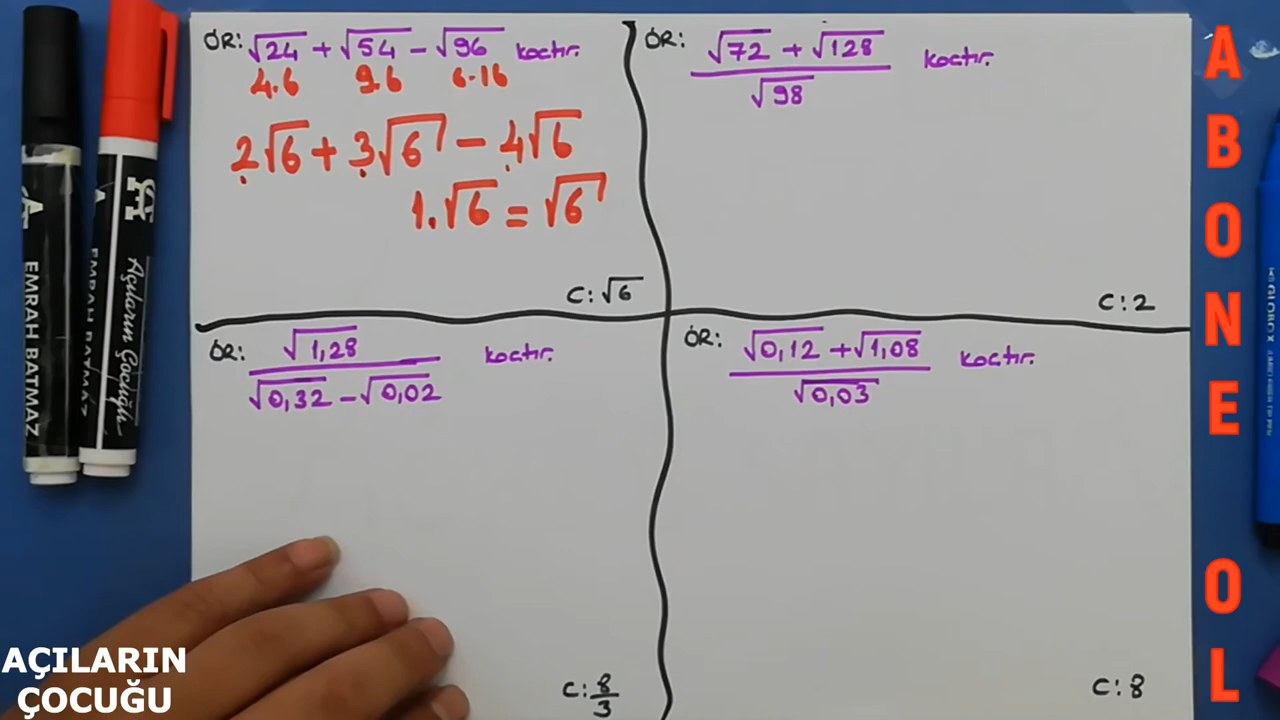 ÖR: √24 + √54 - √96 kaçtır.
4.6 9.6 6.16
2√6 + 3√6 - 4√6
1.√6 = √6
C: √6
ÖR: (√72 + √128) / √98 kaçtır.
C: 2
ÖR: √1,28 / (√0,32 - √0,02) kaçtır.
C: 8/3
ÖR: (√0,12 + √1,08) / √0,03 kaçtır.
C: 8
EMRAH BATMAZ
EMRAH BATMAZ
Açıların Çocuğu
AÇILARIN
ÇOCUĞU
ABONE
OL